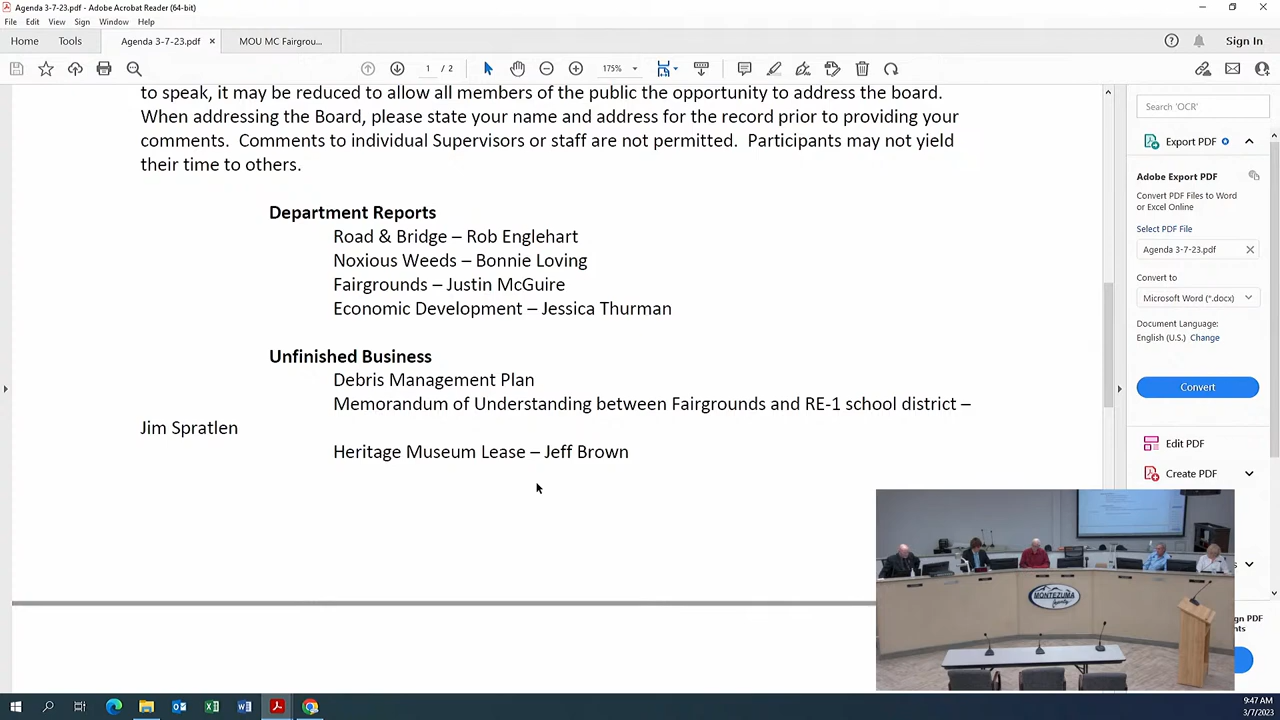 Agenda 3-7-23.pdf - Adobe Acrobat Reader (64-bit)
File Edit View Sign Window Help
Home Tools Agenda 3-7-23.pdf × MOU MC Fairgrou... Sign In
1 / 2 175%
to speak, it may be reduced to allow all members of the public the opportunity to address the board.
When addressing the Board, please state your name and address for the record prior to providing your
comments. Comments to individual Supervisors or staff are not permitted. Participants may not yield
their time to others.
Department Reports
Road & Bridge – Rob Englehart
Noxious Weeds – Bonnie Loving
Fairgrounds – Justin McGuire
Economic Development – Jessica Thurman
Unfinished Business
Debris Management Plan
Memorandum of Understanding between Fairgrounds and RE-1 school district –
Jim Spratlen
Heritage Museum Lease – Jeff Brown
Search 'OCR'
Export PDF
Adobe Export PDF
Convert PDF Files to Word
or Excel Online
Select PDF File
Agenda 3-7-23.pdf
Convert to
Microsoft Word (*.docx)
Document Language:
English (U.S.) Change
Convert
Edit PDF
Create PDF
gn PDF
nts
MONTEZUMA
County
9:47 AM
3/7/2023